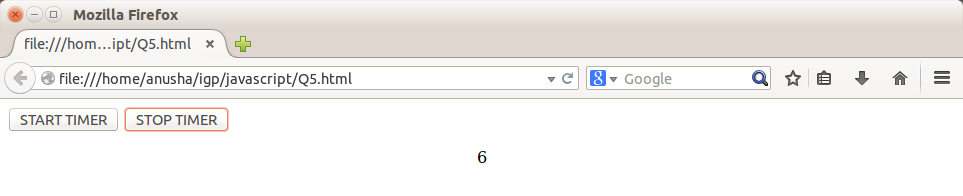 Mozilla Firefox
file:///hom...ipt/Q5.html
file:///home/anusha/igp/javascript/Q5.html
8 Google
START TIMER STOP TIMER
6